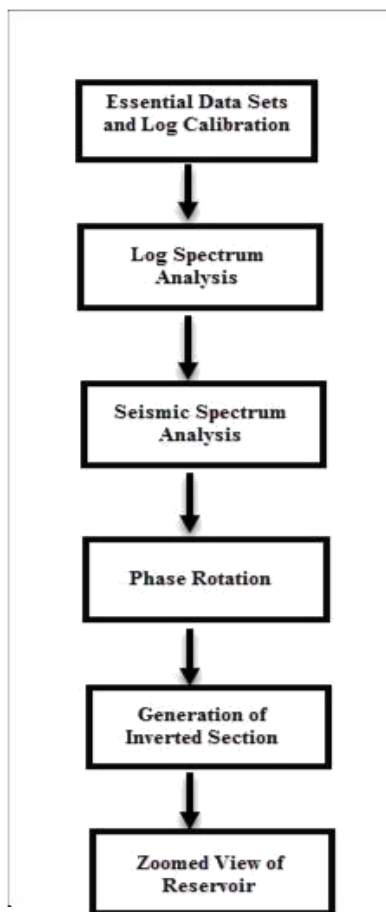 Essential Data Sets
and Log Calibration
Log Spectrum
Analysis
Seismic Spectrum
Analysis
Phase Rotation
Generation of
Inverted Section
Zoomed View of
Reservoir